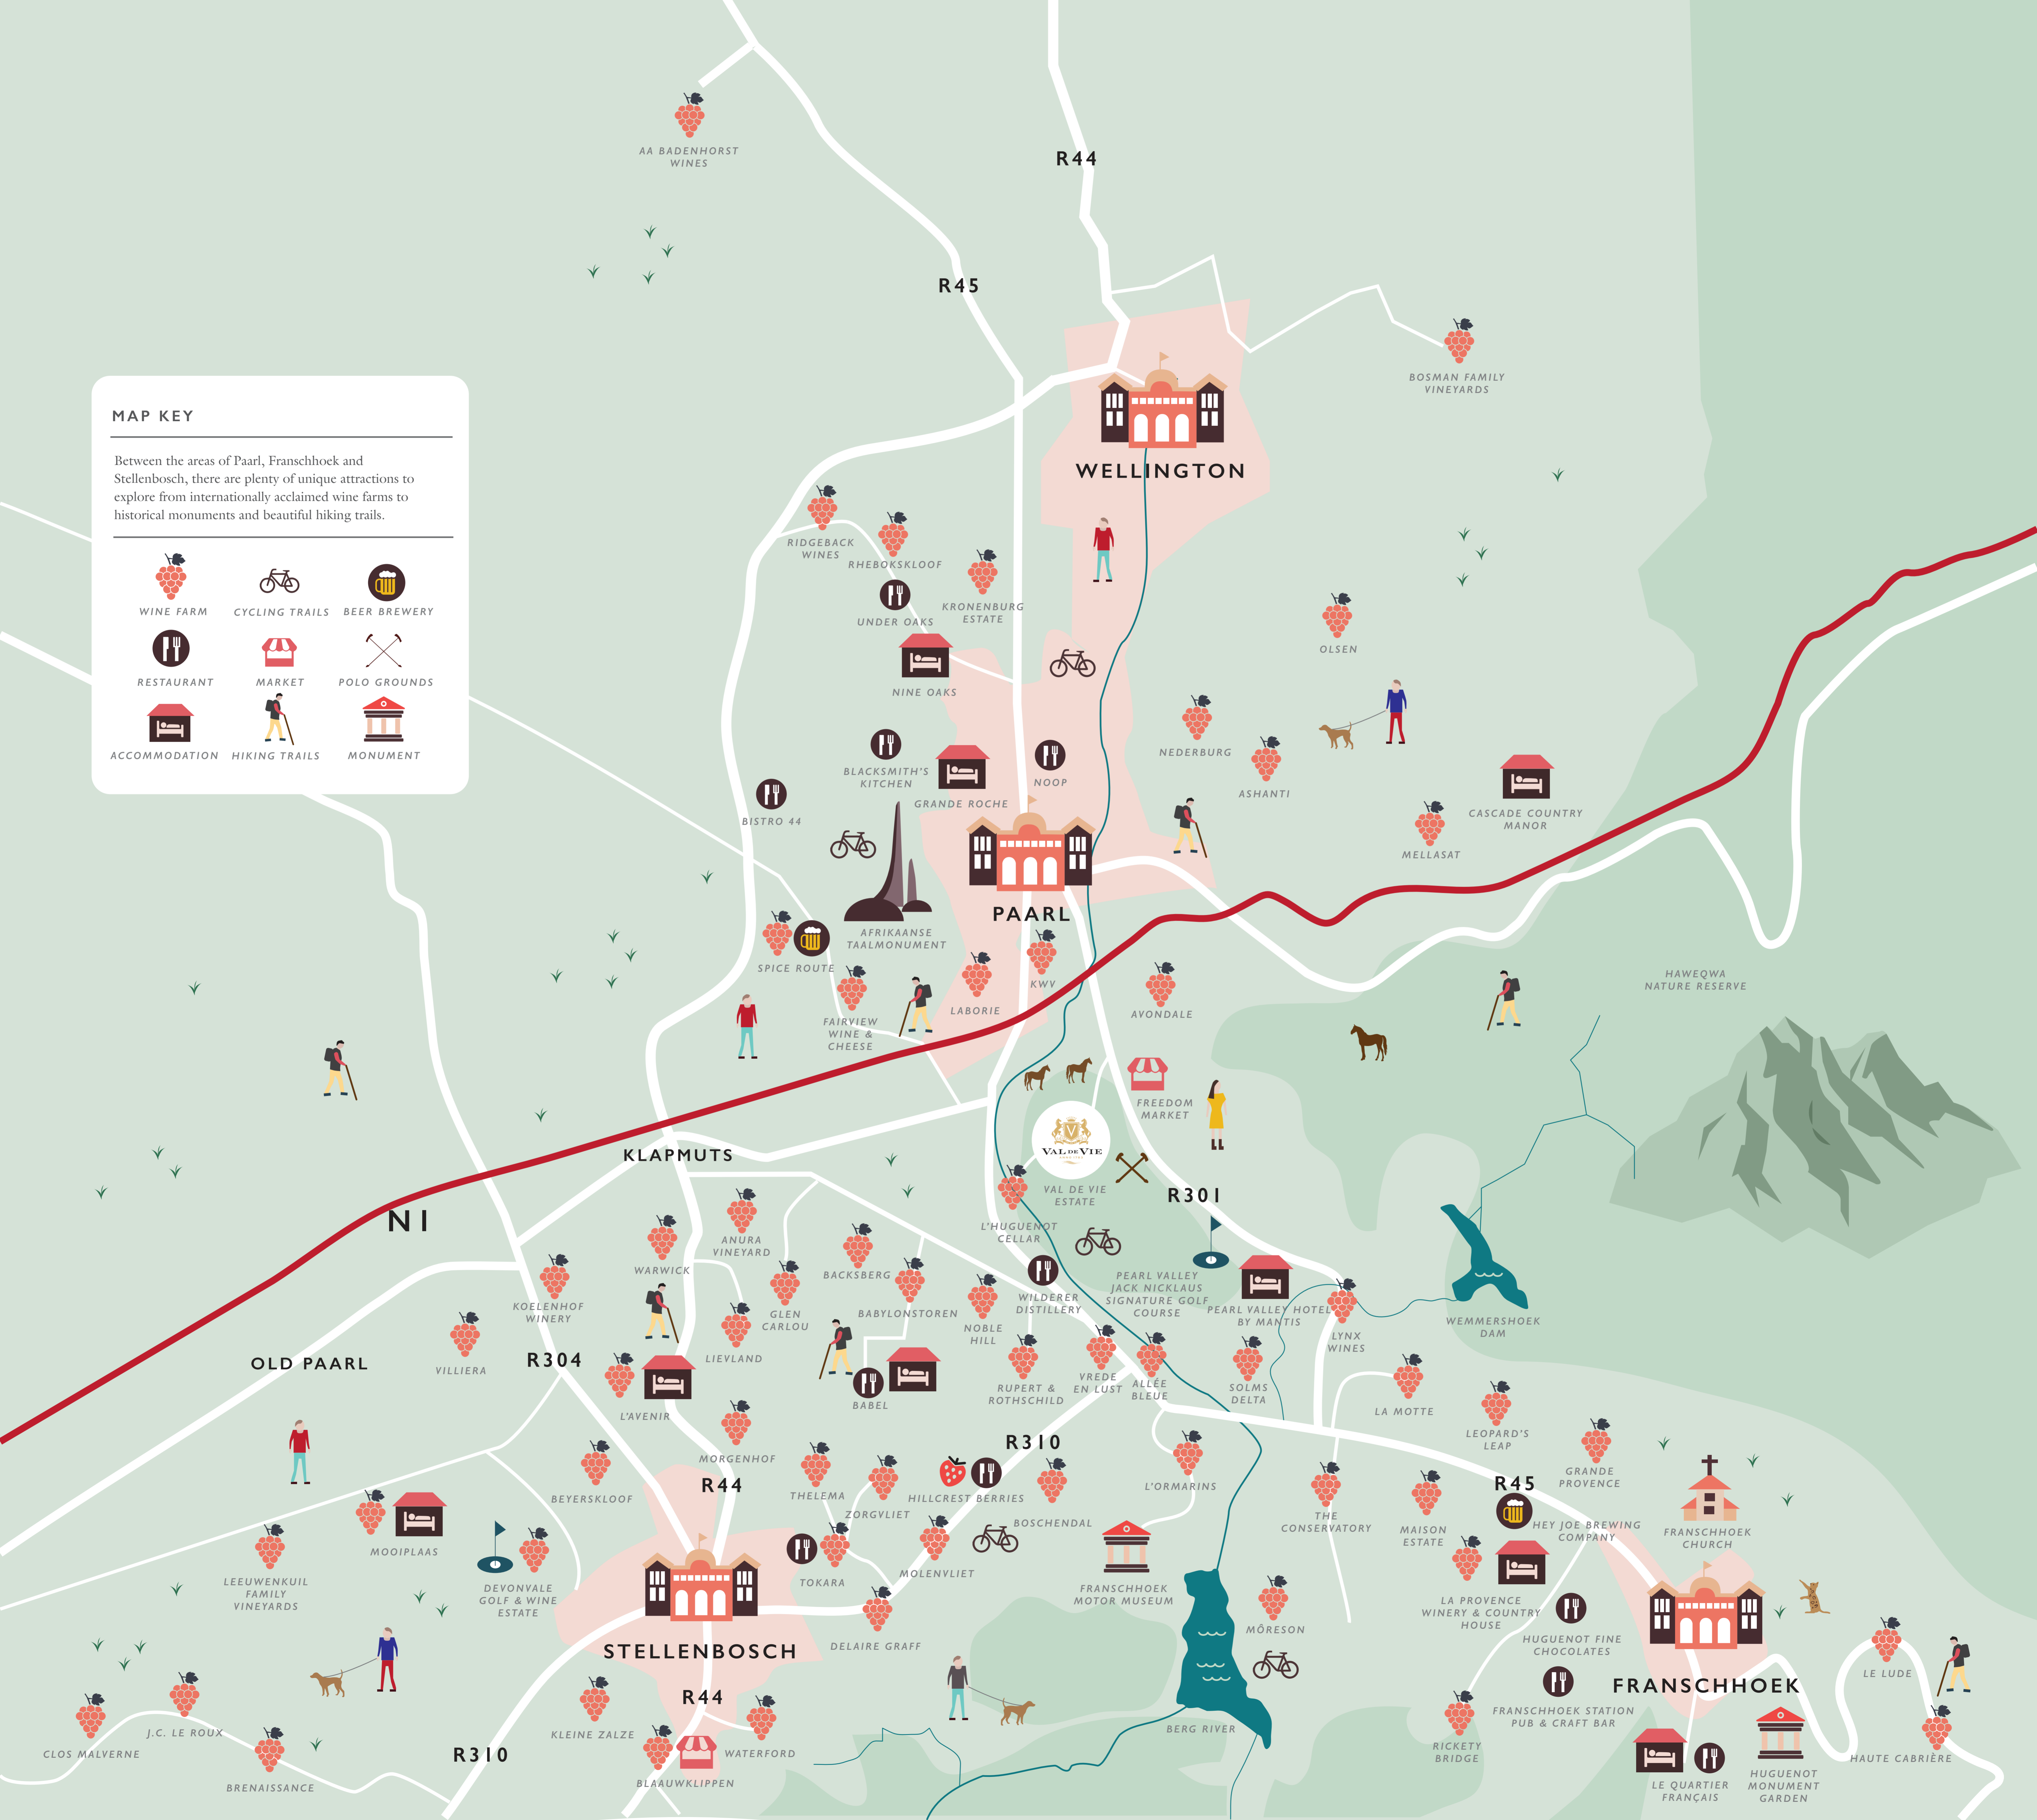 AA BADENHORST
WINES
R44
R45
BOSMAN FAMILY
VINEYARDS
MAP KEY
Between the areas of Paarl, Franschhoek and
Stellenbosch, there are plenty of unique attractions to
explore from internationally acclaimed wine farms to
historical monuments and beautiful hiking trails.
WINE FARM
CYCLING TRAILS
BEER BREWERY
RESTAURANT
MARKET
POLO GROUNDS
ACCOMMODATION
HIKING TRAILS
MONUMENT
WELLINGTON
RIDGEBACK
WINES
RHEBOKSKLOOF
KRONENBURG
ESTATE
UNDER OAKS
OLSEN
NINE OAKS
NEDERBURG
BLACKSMITH'S
KITCHEN
NOOP
GRANDE ROCHE
ASHANTI
BISTRO 44
CASCADE COUNTRY
MANOR
MELLASAT
PAARL
AFRIKAANSE
TAALMONUMENT
SPICE ROUTE
KWV
LABORIE
AVONDALE
HAWEQWA
NATURE RESERVE
FAIRVIEW
WINE &
CHEESE
FREEDOM
MARKET
KLAPMUTS
V
VAL DE VIE
VAL DE VIE
ESTATE
R301
N1
L'HUGUENOT
CELLAR
ANURA
VINEYARD
WARWICK
BACKSBERG
KOELENHOF
WINERY
GLEN
CARLOU
BABYLONSTOREN
NOBLE
HILL
WILDERER
DISTILLERY
PEARL VALLEY
JACK NICKLAUS
SIGNATURE GOLF
COURSE
PEARL VALLEY HOTEL
BY MANTIS
LYNX
WINES
WEMMERSHOEK
DAM
OLD PAARL
VILLIERA
R304
LIEVLAND
L'AVENIR
BABEL
RUPERT &
ROTHSCHILD
VREDE
EN LUST
ALLÉE
BLEUE
SOLMS
DELTA
LA MOTTE
LEOPARD'S
LEAP
MORGENHOF
R310
R44
BEYERSKLOOF
THELEMA
ZORGVLIET
HILLCREST BERRIES
BOSCHENDAL
L'ORMARINS
THE
CONSERVATORY
MAISON
ESTATE
R45
GRANDE
PROVENCE
HEY JOE BREWING
COMPANY
FRANSCHHOEK
CHURCH
MOOIPLAAS
LEEUWENKUIL
FAMILY
VINEYARDS
DEVONVALE
GOLF & WINE
ESTATE
TOKARA
MOLENVLIET
FRANSCHHOEK
MOTOR MUSEUM
LA PROVENCE
WINERY & COUNTRY
HOUSE
STELLENBOSCH
DELAIRE GRAFF
MÔRESON
HUGUENOT FINE
CHOCOLATES
FRANSCHHOEK
LE LUDE
R44
J.C. LE ROUX
CLOS MALVERNE
BRENAISSANCE
R310
KLEINE ZALZE
WATERFORD
BLAAUWKLIPPEN
BERG RIVER
RICKETY
BRIDGE
FRANSCHHOEK STATION
PUB & CRAFT BAR
LE QUARTIER
FRANÇAIS
HUGUENOT
MONUMENT
GARDEN
HAUTE CABRIÈRE